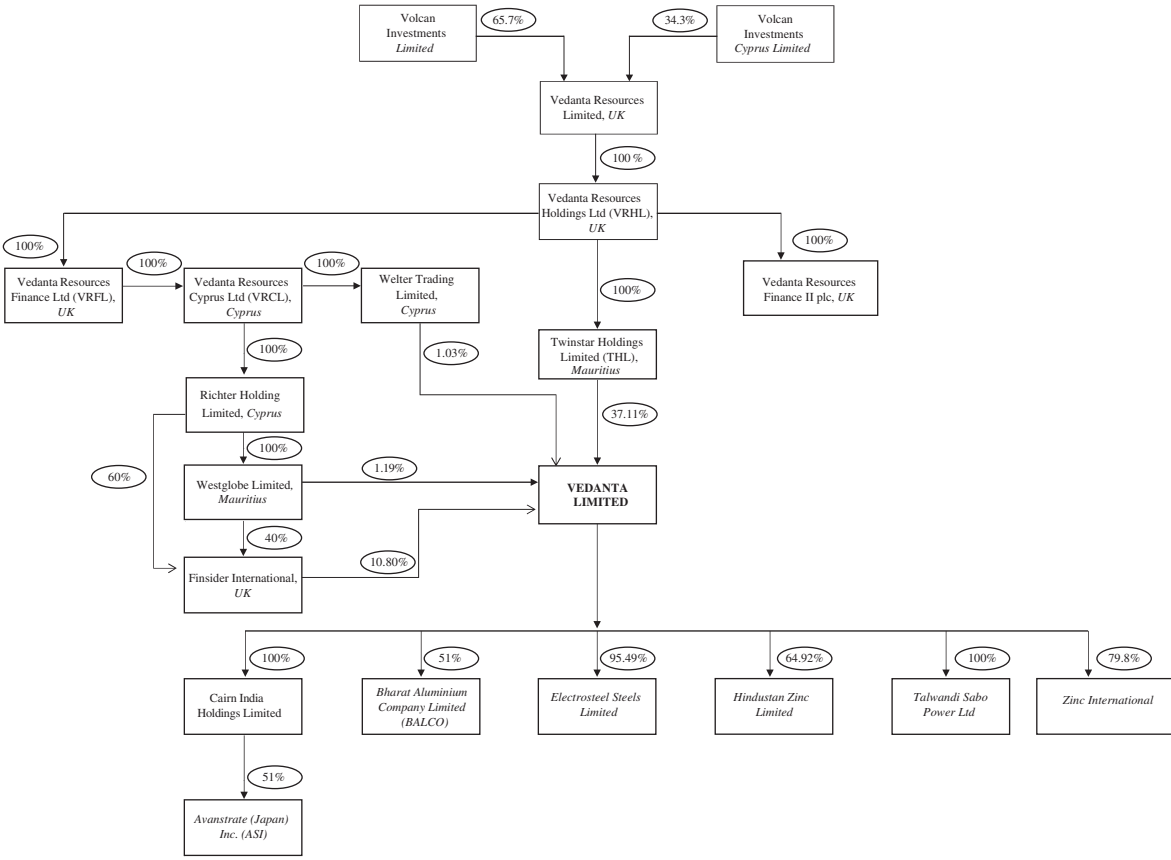 Volcan
Investments
Limited
65.7%
34.3%
Volcan
Investments
Cyprus Limited
Vedanta Resources
Limited, UK
100 %
Vedanta Resources
Holdings Ltd (VRHL),
UK
100%
100%
100%
100%
100%
Vedanta Resources
Finance Ltd (VRFL),
UK
Vedanta Resources
Cyprus Ltd (VRCL),
Cyprus
Welter Trading
Limited,
Cyprus
Vedanta Resources
Finance II plc, UK
100%
1.03%
Twinstar Holdings
Limited (THL),
Mauritius
Richter Holding
Limited, Cyprus
37.11%
100%
60%
1.19%
Westglobe Limited,
Mauritius
VEDANTA
LIMITED
40%
10.80%
Finsider International,
UK
100%
51%
95.49%
64.92%
100%
79.8%
Cairn India
Holdings Limited
Bharat Aluminium
Company Limited
(BALCO)
Electrosteel Steels
Limited
Hindustan Zinc
Limited
Talwandi Sabo
Power Ltd
Zinc International
51%
Avanstrate (Japan)
Inc. (ASI)